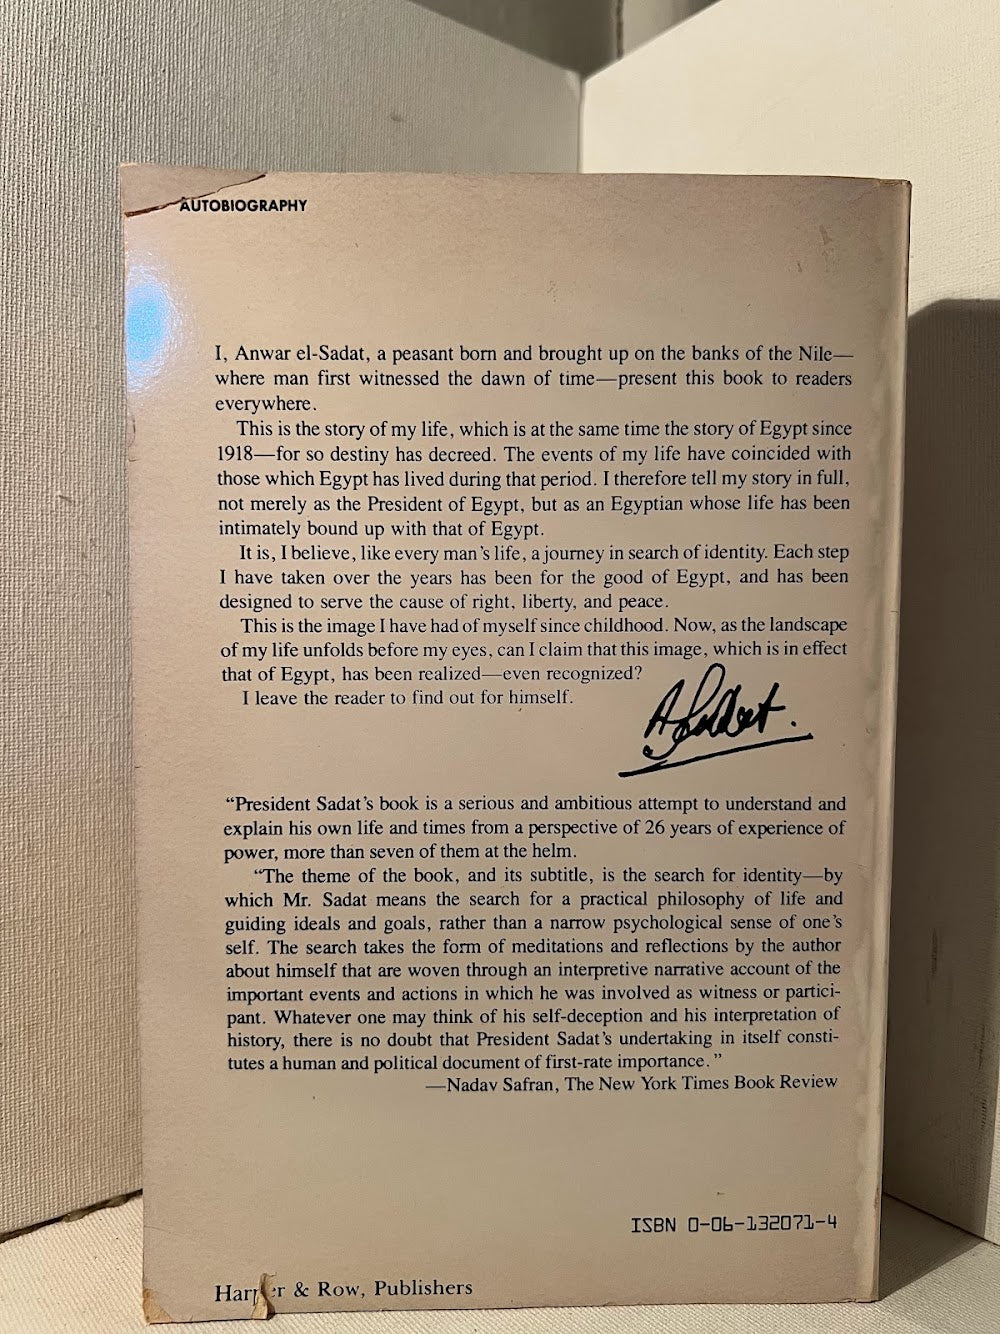 AUTOBIOGRAPHY
I, Anwar el-Sadat, a peasant born and brought up on the banks of the Nile—
where man first witnessed the dawn of time—present this book to readers
everywhere.
This is the story of my life, which is at the same time the story of Egypt since
1918—for so destiny has decreed. The events of my life have coincided with
those which Egypt has lived during that period. I therefore tell my story in full,
not merely as the President of Egypt, but as an Egyptian whose life has been
intimately bound up with that of Egypt.
It is, I believe, like every man's life, a journey in search of identity. Each step
I have taken over the years has been for the good of Egypt, and has been
designed to serve the cause of right, liberty, and peace.
This is the image I have had of myself since childhood. Now, as the landscape
of my life unfolds before my eyes, can I claim that this image, which is in effect
that of Egypt, has been realized—even recognized?
I leave the reader to find out for himself.
A Sadat.
“President Sadat's book is a serious and ambitious attempt to understand and
explain his own life and times from a perspective of 26 years of experience of
power, more than seven of them at the helm.
“The theme of the book, and its subtitle, is the search for identity—by
which Mr. Sadat means the search for a practical philosophy of life and
guiding ideals and goals, rather than a narrow psychological sense of one's
self. The search takes the form of meditations and reflections by the author
about himself that are woven through an interpretive narrative account of the
important events and actions in which he was involved as witness or partici-
pant. Whatever one may think of his self-deception and his interpretation of
history, there is no doubt that President Sadat's undertaking in itself consti-
tutes a human and political document of first-rate importance.”
—Nadav Safran, The New York Times Book Review
ISBN 0-06-132071-4
Harper & Row, Publishers